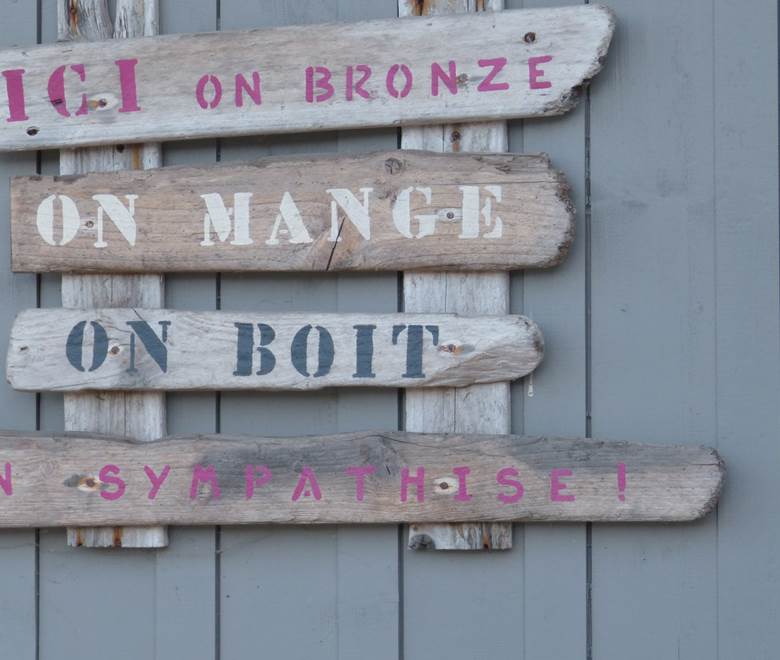 ICI ON BRONZE
ON MANGE
ON BOIT
N SYMPATHISE!